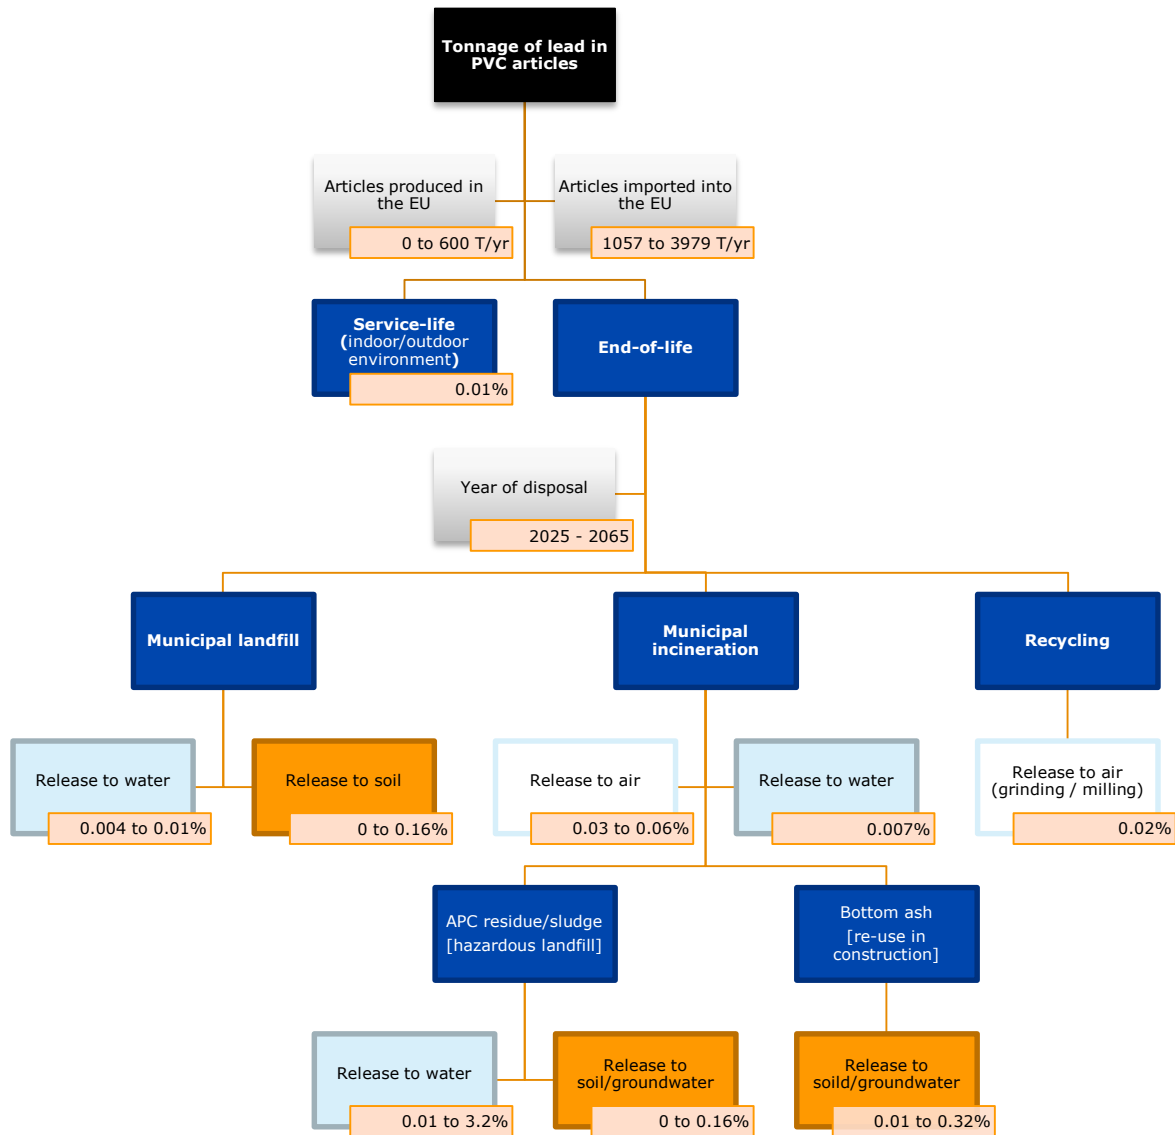 Tonnage of lead in
PVC articles
Articles produced in
the EU
0 to 600 T/yr
Articles imported into
the EU
1057 to 3979 T/yr
Service-life
(indoor/outdoor
environment)
0.01%
End-of-life
Year of disposal
2025 - 2065
Municipal landfill
Municipal
incineration
Recycling
Release to water
0.004 to 0.01%
Release to soil
0 to 0.16%
Release to air
0.03 to 0.06%
Release to water
0.007%
Release to air
(grinding / milling)
0.02%
APC residue/sludge
[hazardous landfill]
Bottom ash
[re-use in
construction]
Release to water
0.01 to 3.2%
Release to
soil/groundwater
0 to 0.16%
Release to
soild/groundwater
0.01 to 0.32%